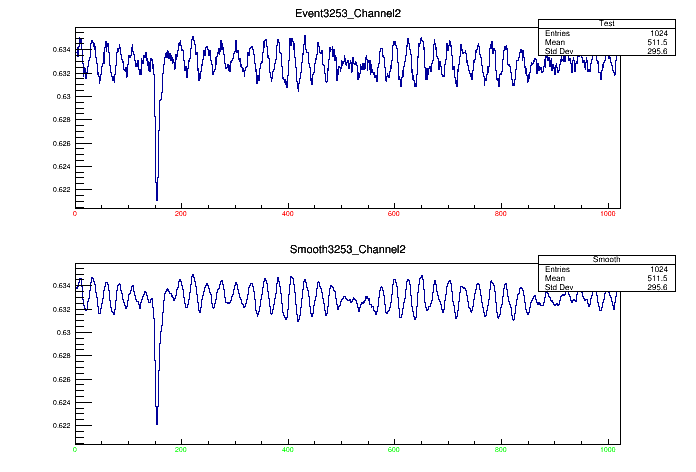 Event3253_Channel2
Test
Entries 1024
Mean 511.5
Std Dev 295.6
0.634
0.632
0.63
0.628
0.626
0.624
0.622
0 200 400 600 800 1000
Smooth3253_Channel2
Smooth
Entries 1024
Mean 511.5
Std Dev 295.6
0.634
0.632
0.63
0.628
0.626
0.624
0.622
0 200 400 600 800 1000